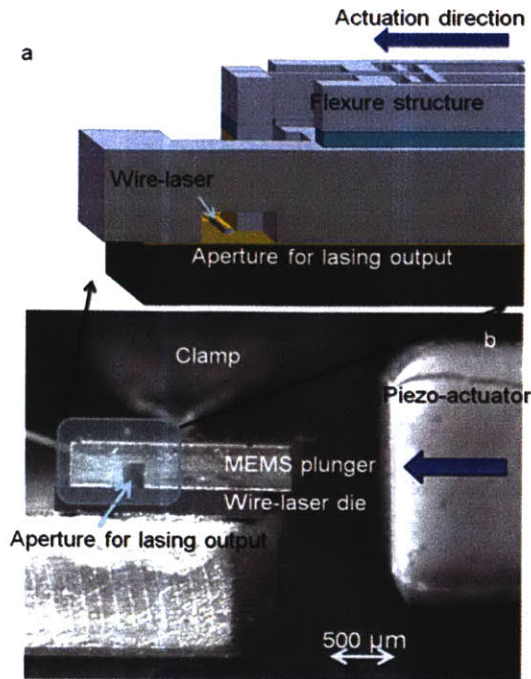 Actuation direction
a
Flexure structure
Wire-laser
Aperture for lasing output
b
Clamp
Piezo-actuator
MEMS plunger
Wire-laser die
Aperture for lasing output
500 µm